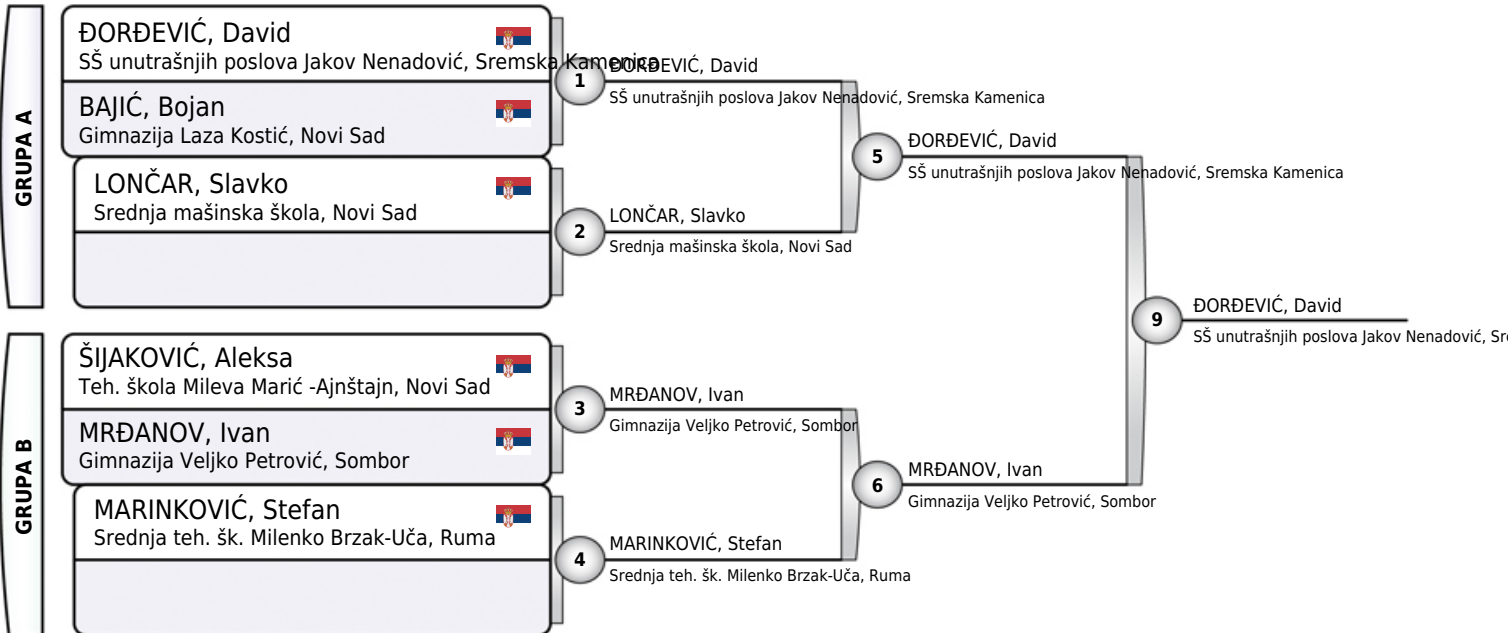 GRUPA A
ĐORĐEVIĆ, David
SŠ unutrašnjih poslova Jakov Nenadović, Sremska Kamenica
BAJIĆ, Bojan
Gimnazija Laza Kostić, Novi Sad
LONČAR, Slavko
Srednja mašinska škola, Novi Sad
1
ĐORĐEVIĆ, David
SŠ unutrašnjih poslova Jakov Nenadović, Sremska Kamenica
2
LONČAR, Slavko
Srednja mašinska škola, Novi Sad
5
ĐORĐEVIĆ, David
SŠ unutrašnjih poslova Jakov Nenadović, Sremska Kamenica
GRUPA B
ŠIJAKOVIĆ, Aleksa
Teh. škola Mileva Marić -Ajnštajn, Novi Sad
MRĐANOV, Ivan
Gimnazija Veljko Petrović, Sombor
MARINKOVIĆ, Stefan
Srednja teh. šk. Milenko Brzak-Uča, Ruma
3
MRĐANOV, Ivan
Gimnazija Veljko Petrović, Sombor
4
MARINKOVIĆ, Stefan
Srednja teh. šk. Milenko Brzak-Uča, Ruma
6
MRĐANOV, Ivan
Gimnazija Veljko Petrović, Sombor
9
ĐORĐEVIĆ, David
SŠ unutrašnjih poslova Jakov Nenadović,